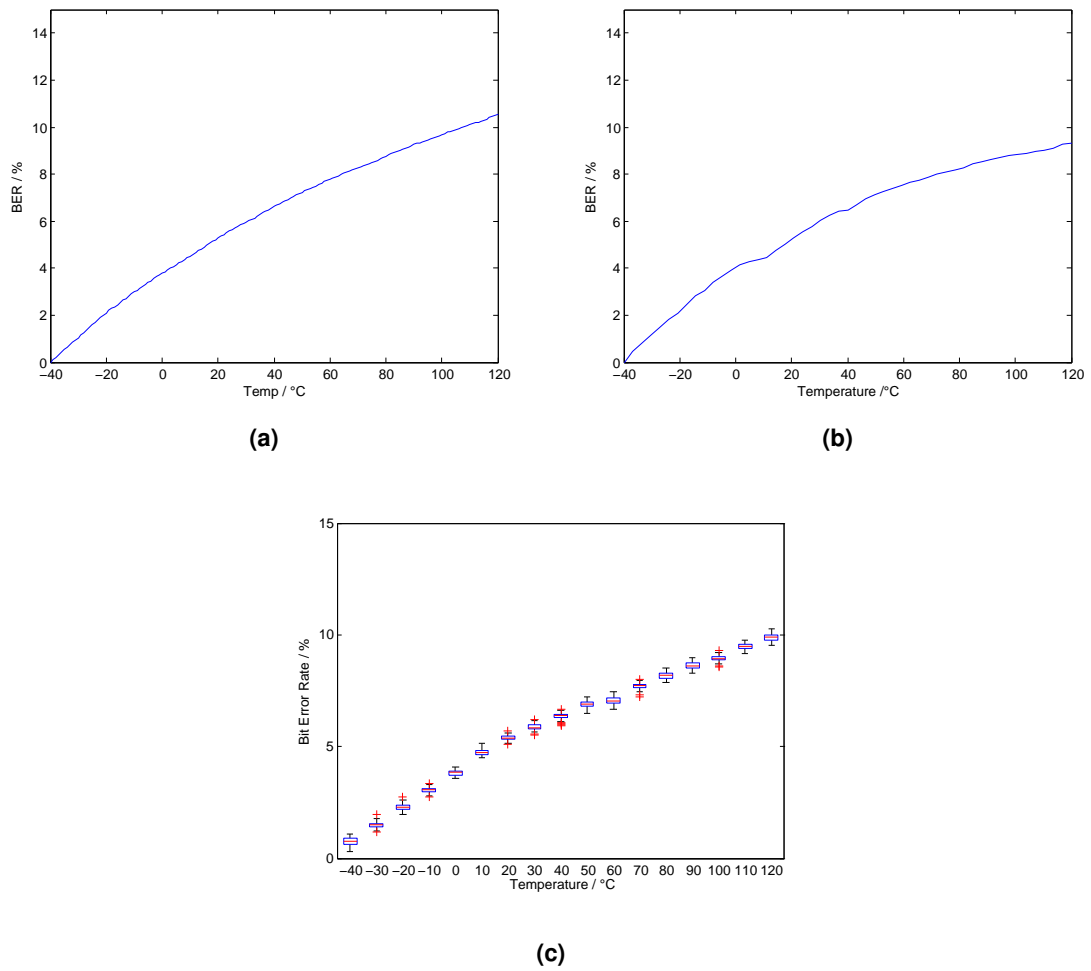 14
12
10
8
6
4
2
0
BER / %
−40 −20 0 20 40 60 80 100 120
Temp / °C
(a)
14
12
10
8
6
4
2
0
BER / %
−40 −20 0 20 40 60 80 100 120
Temperature /°C
(b)
15
10
5
0
Bit Error Rate / %
−40 −30 −20 −10 0 10 20 30 40 50 60 70 80 90 100 110 120
Temperature / °C
(c)